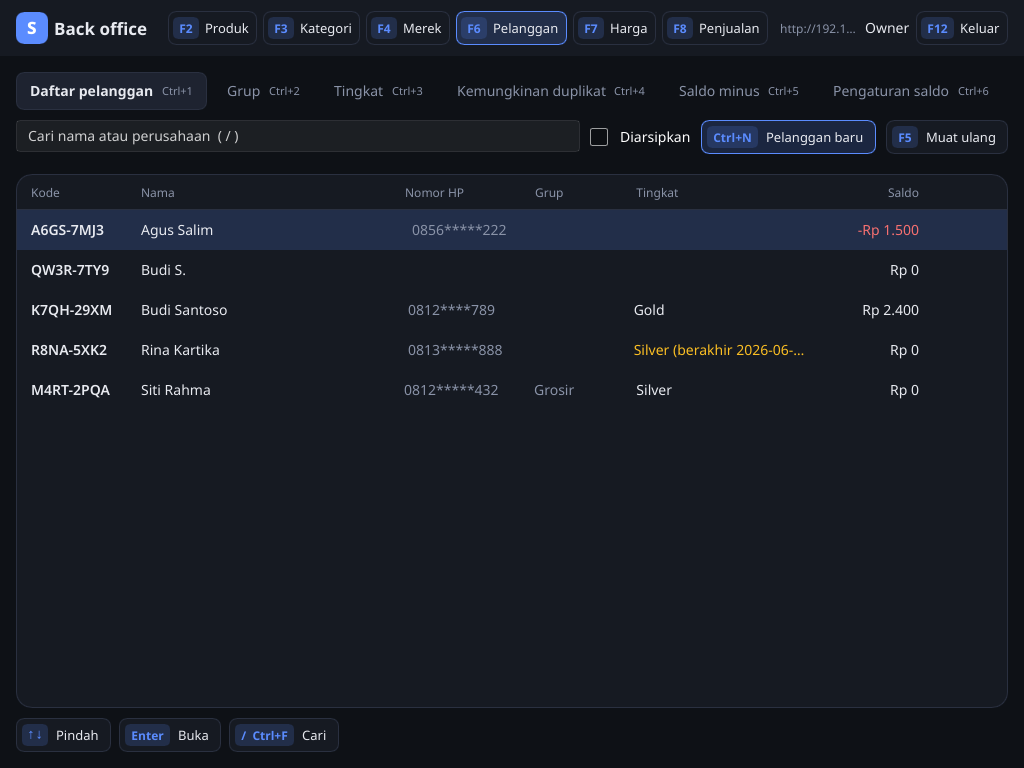 S Back office F2 Produk F3 Kategori F4 Merek F6 Pelanggan F7 Harga F8 Penjualan http://192.1... Owner F12 Keluar
Daftar pelanggan Ctrl+1 Grup Ctrl+2 Tingkat Ctrl+3 Kemungkinan duplikat Ctrl+4 Saldo minus Ctrl+5 Pengaturan saldo Ctrl+6
Cari nama atau perusahaan ( / ) Diarsipkan Ctrl+N Pelanggan baru F5 Muat ulang
Kode Nama Nomor HP Grup Tingkat Saldo
A6GS-7MJ3 Agus Salim 0856*****222 -Rp 1.500
QW3R-7TY9 Budi S. Rp 0
K7QH-29XM Budi Santoso 0812****789 Gold Rp 2.400
R8NA-5XK2 Rina Kartika 0813*****888 Silver (berakhir 2026-06-... Rp 0
M4RT-2PQA Siti Rahma 0812*****432 Grosir Silver Rp 0
↑↓ Pindah Enter Buka / Ctrl+F Cari